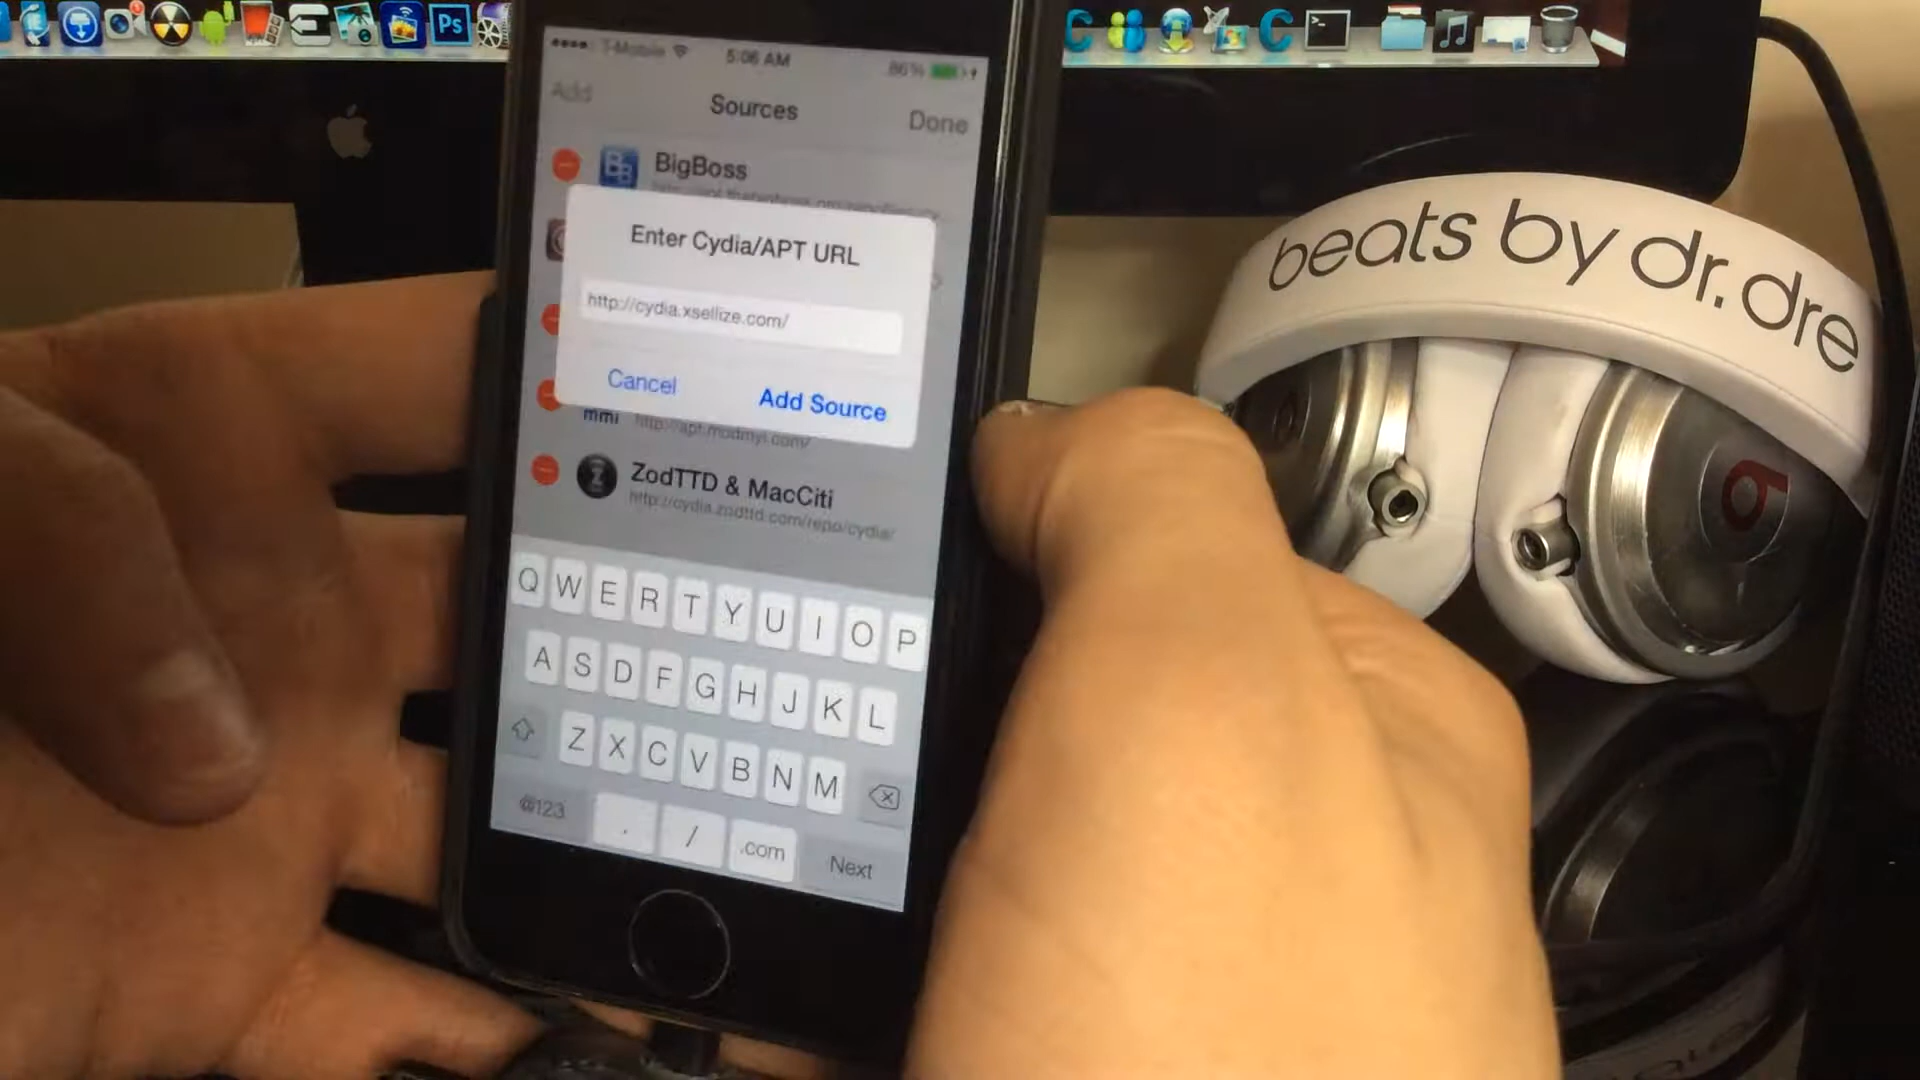 Ps
T-Mobile 5:06 AM 86%
Add Sources Done
BigBoss
Enter Cydia/APT URL
http://cydia.xsellize.com/
Cancel Add Source
mmi http://apt.modmyi.com/
ZodTTD & MacCiti
http://cydia.zodttd.com/repo/cydia/
Q W E R T Y U I O P
A S D F G H J K L
Z X C V B N M
@123 . / .com Next
beats by dr. dre
b